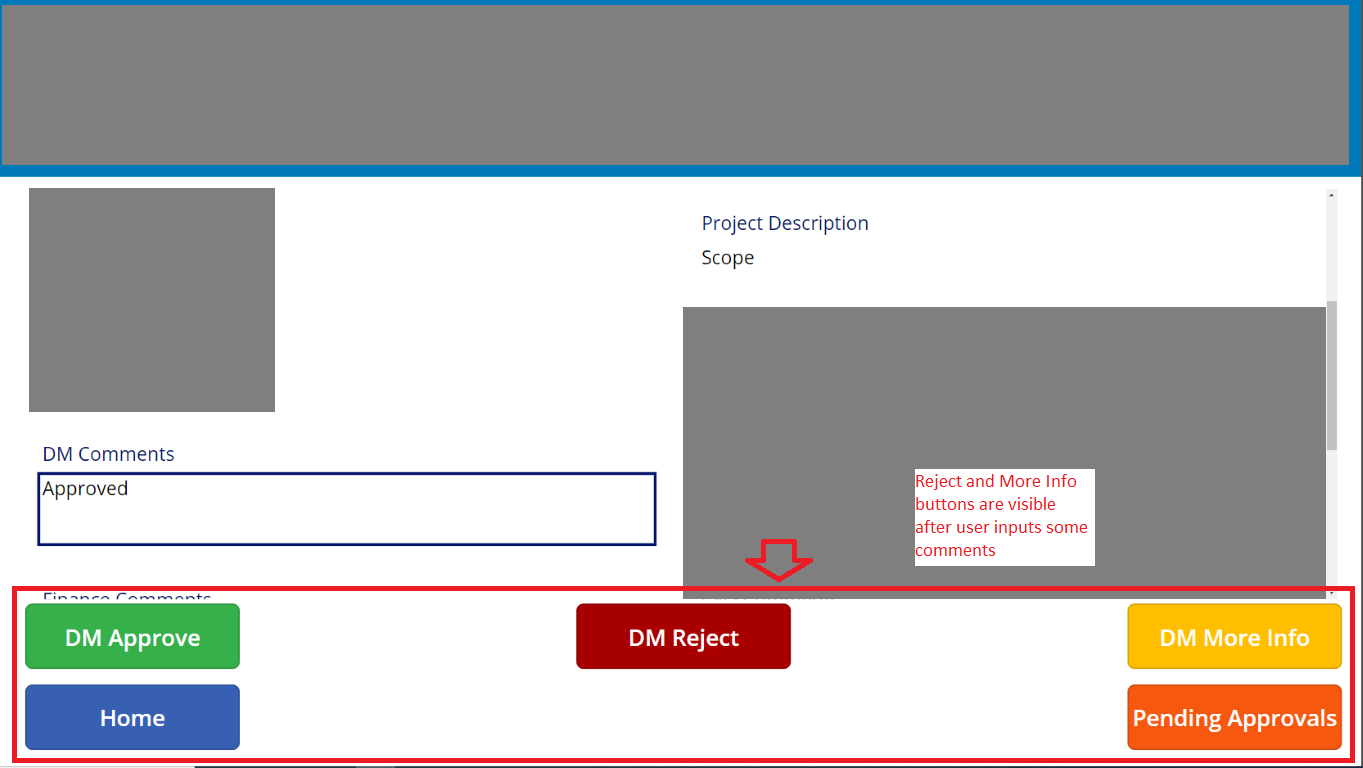 Project Description
Scope
DM Comments
Approved
Reject and More Info
buttons are visible
after user inputs some
comments
Finance Comments
DM Approve
DM Reject
DM More Info
Home
Pending Approvals